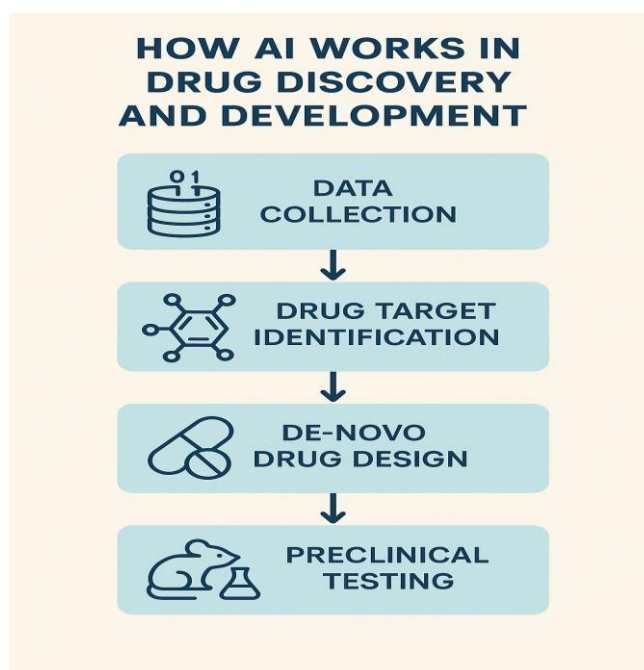 HOW AI WORKS IN
DRUG DISCOVERY
AND DEVELOPMENT
01
DATA
COLLECTION
DRUG TARGET
IDENTIFICATION
DE-NOVO
DRUG DESIGN
PRECLINICAL
TESTING